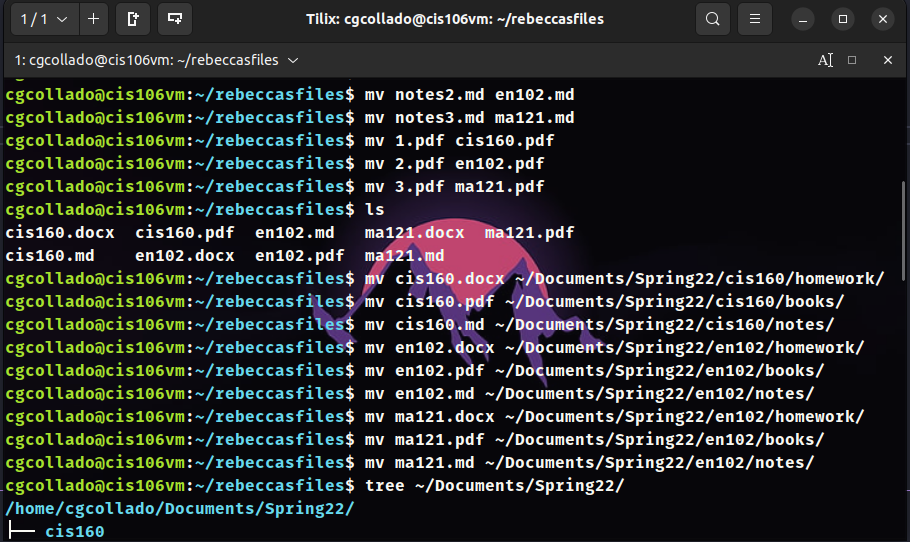 1 / 1
Tilix: cgcollado@cis106vm: ~/rebeccasfiles
1: cgcollado@cis106vm: ~/rebeccasfiles
cgcollado@cis106vm:~/rebeccasfiles$ mv notes2.md en102.md
cgcollado@cis106vm:~/rebeccasfiles$ mv notes3.md ma121.md
cgcollado@cis106vm:~/rebeccasfiles$ mv 1.pdf cis160.pdf
cgcollado@cis106vm:~/rebeccasfiles$ mv 2.pdf en102.pdf
cgcollado@cis106vm:~/rebeccasfiles$ mv 3.pdf ma121.pdf
cgcollado@cis106vm:~/rebeccasfiles$ ls
cis160.docx  cis160.pdf  en102.md   ma121.docx  ma121.pdf
cis160.md    en102.docx  en102.pdf  ma121.md
cgcollado@cis106vm:~/rebeccasfiles$ mv cis160.docx ~/Documents/Spring22/cis160/homework/
cgcollado@cis106vm:~/rebeccasfiles$ mv cis160.pdf ~/Documents/Spring22/cis160/books/
cgcollado@cis106vm:~/rebeccasfiles$ mv cis160.md ~/Documents/Spring22/cis160/notes/
cgcollado@cis106vm:~/rebeccasfiles$ mv en102.docx ~/Documents/Spring22/en102/homework/
cgcollado@cis106vm:~/rebeccasfiles$ mv en102.pdf ~/Documents/Spring22/en102/books/
cgcollado@cis106vm:~/rebeccasfiles$ mv en102.md ~/Documents/Spring22/en102/notes/
cgcollado@cis106vm:~/rebeccasfiles$ mv ma121.docx ~/Documents/Spring22/en102/homework/
cgcollado@cis106vm:~/rebeccasfiles$ mv ma121.pdf ~/Documents/Spring22/en102/books/
cgcollado@cis106vm:~/rebeccasfiles$ mv ma121.md ~/Documents/Spring22/en102/notes/
cgcollado@cis106vm:~/rebeccasfiles$ tree ~/Documents/Spring22/
/home/cgcollado/Documents/Spring22/
├── cis160